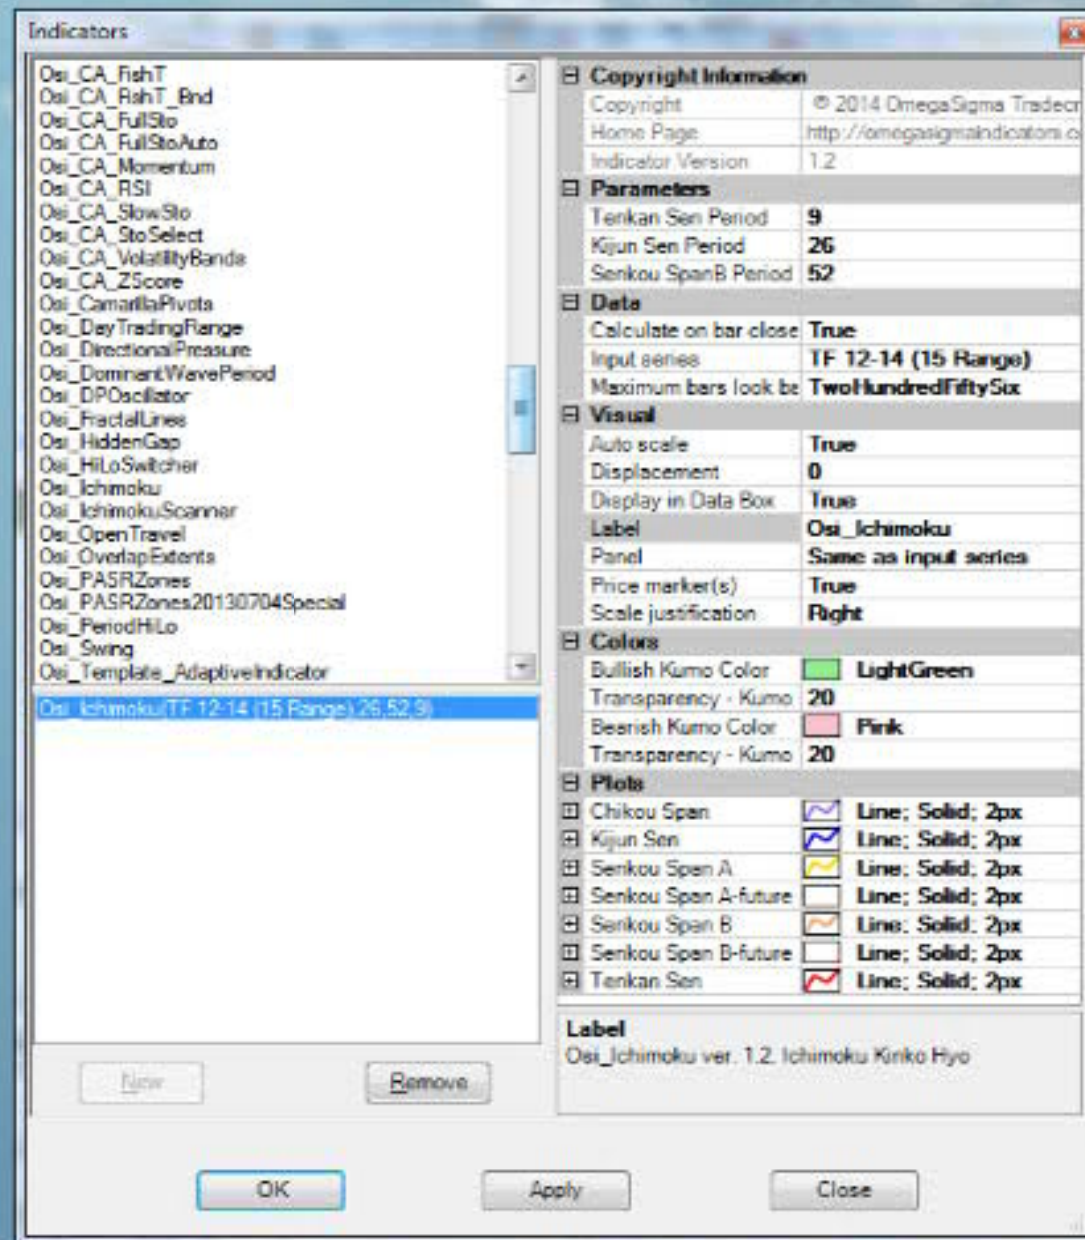 Indicators
Osi_CA_FishT
Osi_CA_FishT_Bnd
Osi_CA_FullSto
Osi_CA_FullStoAuto
Osi_CA_Momentum
Osi_CA_RSI
Osi_CA_SlowSto
Osi_CA_StoSelect
Osi_CA_VolatilityBands
Osi_CA_ZScore
Osi_CamarillaPivots
Osi_DayTradingRange
Osi_DirectionalPressure
Osi_DominantWavePeriod
Osi_DPOscillator
Osi_FractalLines
Osi_HiddenGap
Osi_HiLoSwitcher
Osi_Ichimoku
Osi_IchimokuScanner
Osi_OpenTravel
Osi_OverlapExtents
Osi_PASRZones
Osi_PASRZones20130704Special
Osi_PeriodHiLo
Osi_Swing
Osi_Template_AdaptiveIndicator
Osi_Ichimoku(TF 12-14 (15 Range),26,52,9)
New
Remove
Copyright Information
Copyright © 2014 OmegaSigma Tradecr
Home Page http://omegasigmaindicators.co
Indicator Version 1.2
Parameters
Tenkan Sen Period 9
Kijun Sen Period 26
Senkou SpanB Period 52
Data
Calculate on bar close True
Input series TF 12-14 (15 Range)
Maximum bars look ba TwoHundredFiftySix
Visual
Auto scale True
Displacement 0
Display in Data Box True
Label Osi_Ichimoku
Panel Same as input series
Price marker(s) True
Scale justification Right
Colors
Bullish Kumo Color LightGreen
Transparency - Kumo 20
Bearish Kumo Color Pink
Transparency - Kumo 20
Plots
Chikou Span Line; Solid; 2px
Kijun Sen Line; Solid; 2px
Senkou Span A Line; Solid; 2px
Senkou Span A-future Line; Solid; 2px
Senkou Span B Line; Solid; 2px
Senkou Span B-future Line; Solid; 2px
Tenkan Sen Line; Solid; 2px
Label
Osi_Ichimoku ver. 1.2. Ichimoku Kinko Hyo
OK
Apply
Close